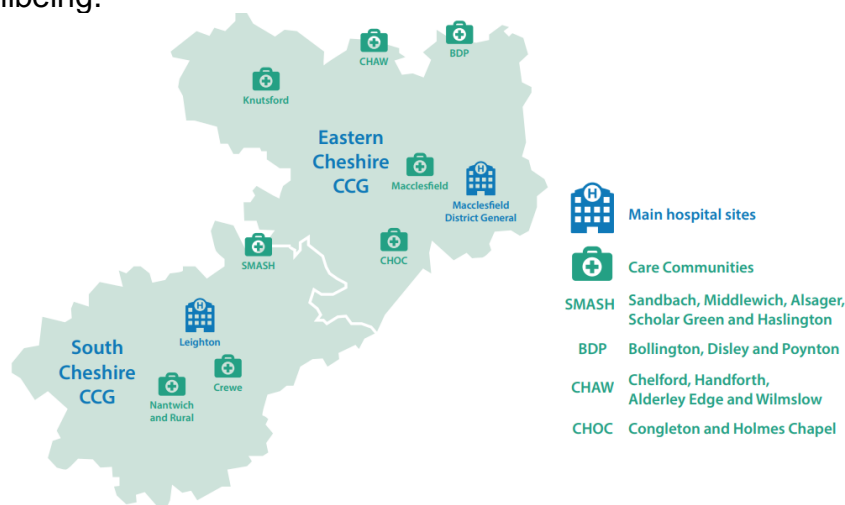 llbeing.
CHAW
BDP
Knutsford
Eastern
Cheshire
CCG
Macclesfield
H
Macclesfield
District General
SMASH
CHOC
H
Leighton
South
Cheshire
CCG
Crewe
Nantwich
and Rural
H
Main hospital sites
Care Communities
SMASH Sandbach, Middlewich, Alsager,
Scholar Green and Haslington
BDP Bollington, Disley and Poynton
CHAW Chelford, Handforth,
Alderley Edge and Wilmslow
CHOC Congleton and Holmes Chapel